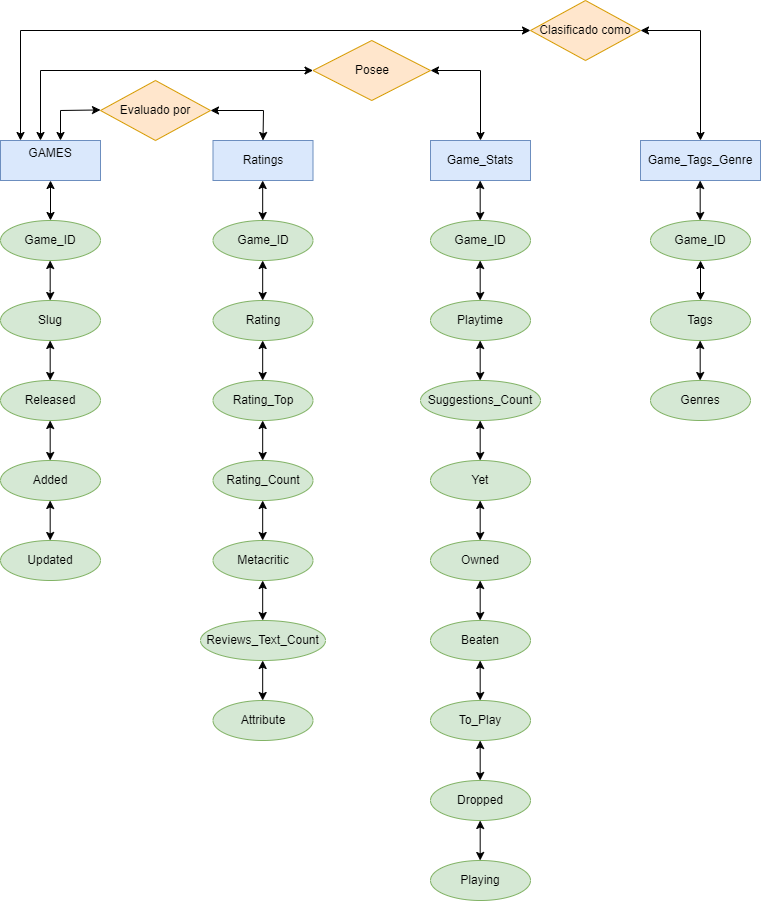 Clasificado como
Posee
Evaluado por
GAMES
Ratings
Game_Stats
Game_Tags_Genre
Game_ID
Game_ID
Game_ID
Game_ID
Slug
Rating
Playtime
Tags
Released
Rating_Top
Suggestions_Count
Genres
Added
Rating_Count
Yet
Updated
Metacritic
Owned
Reviews_Text_Count
Beaten
Attribute
To_Play
Dropped
Playing